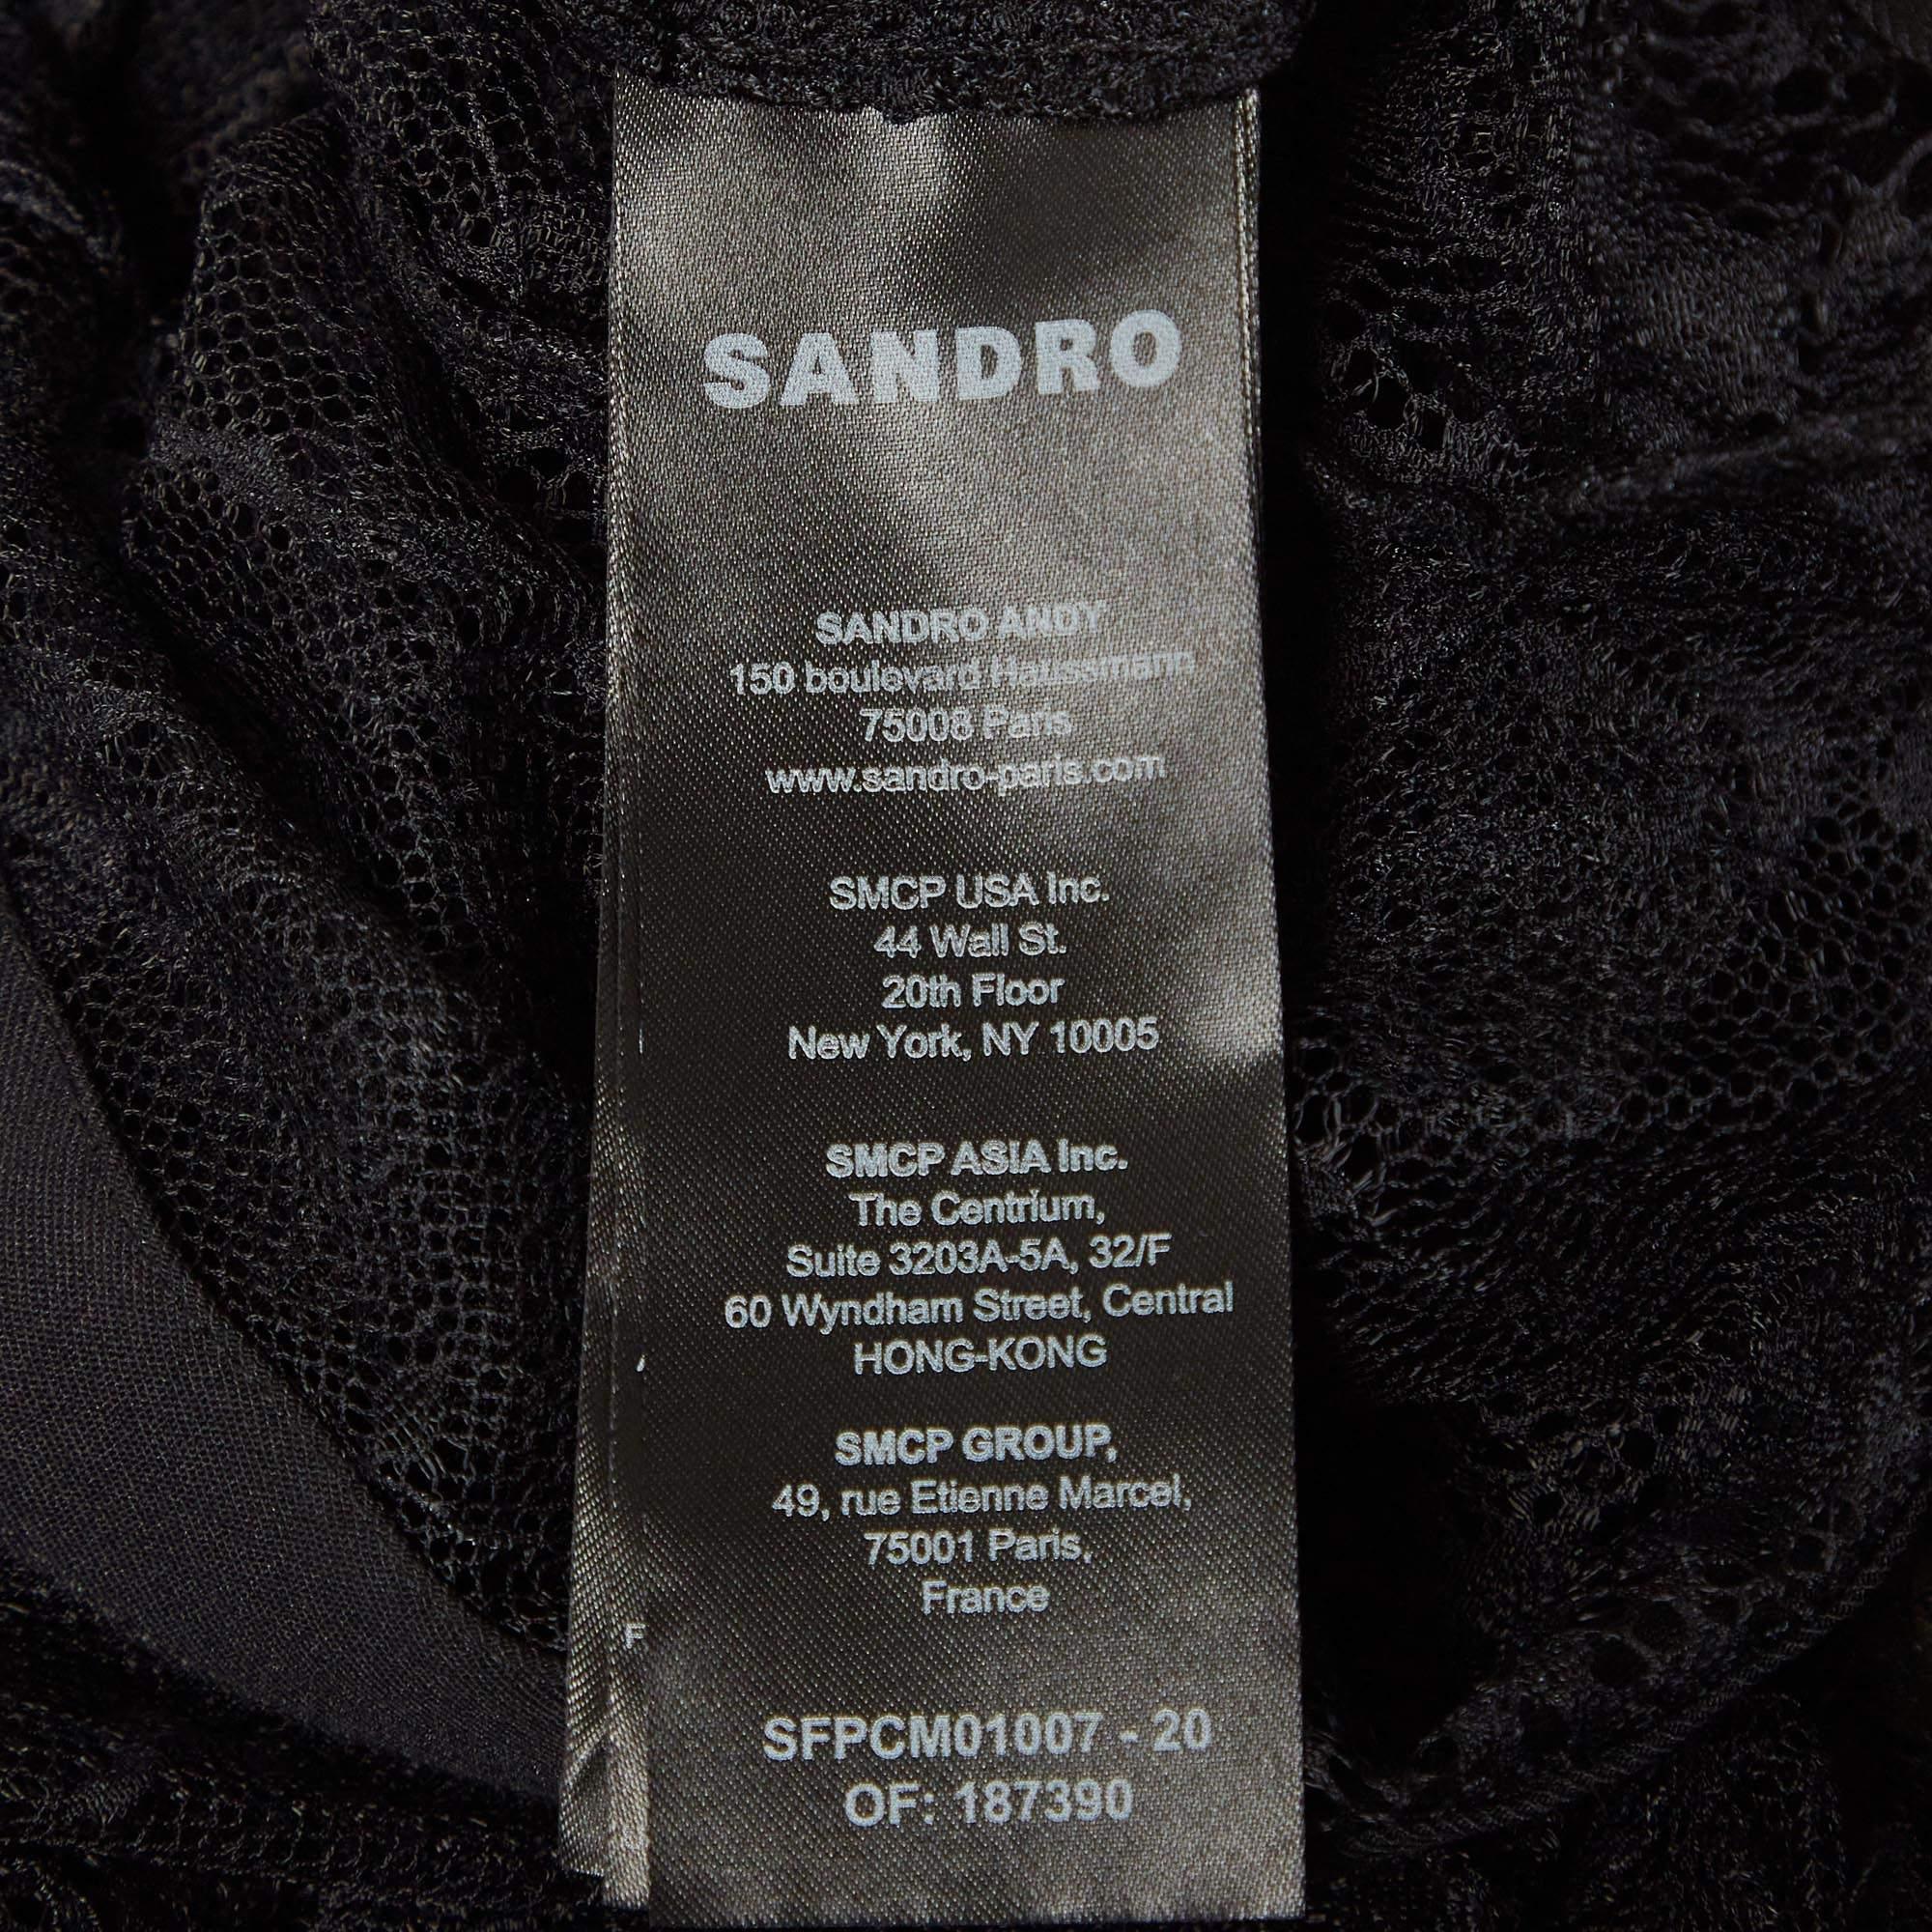 SANDRO
SANDRO ANDY
150 boulevard Haussmann
75008 Paris
www.sandro-paris.com
SMCP USA Inc.
44 Wall St.
20th Floor
New York, NY 10005
SMCP ASIA Inc.
The Centrium,
Suite 3203A-5A, 32/F
60 Wyndham Street, Central
HONG-KONG
SMCP GROUP,
49, rue Etienne Marcel,
75001 Paris,
France
SFPCM01007 - 20
OF: 187390